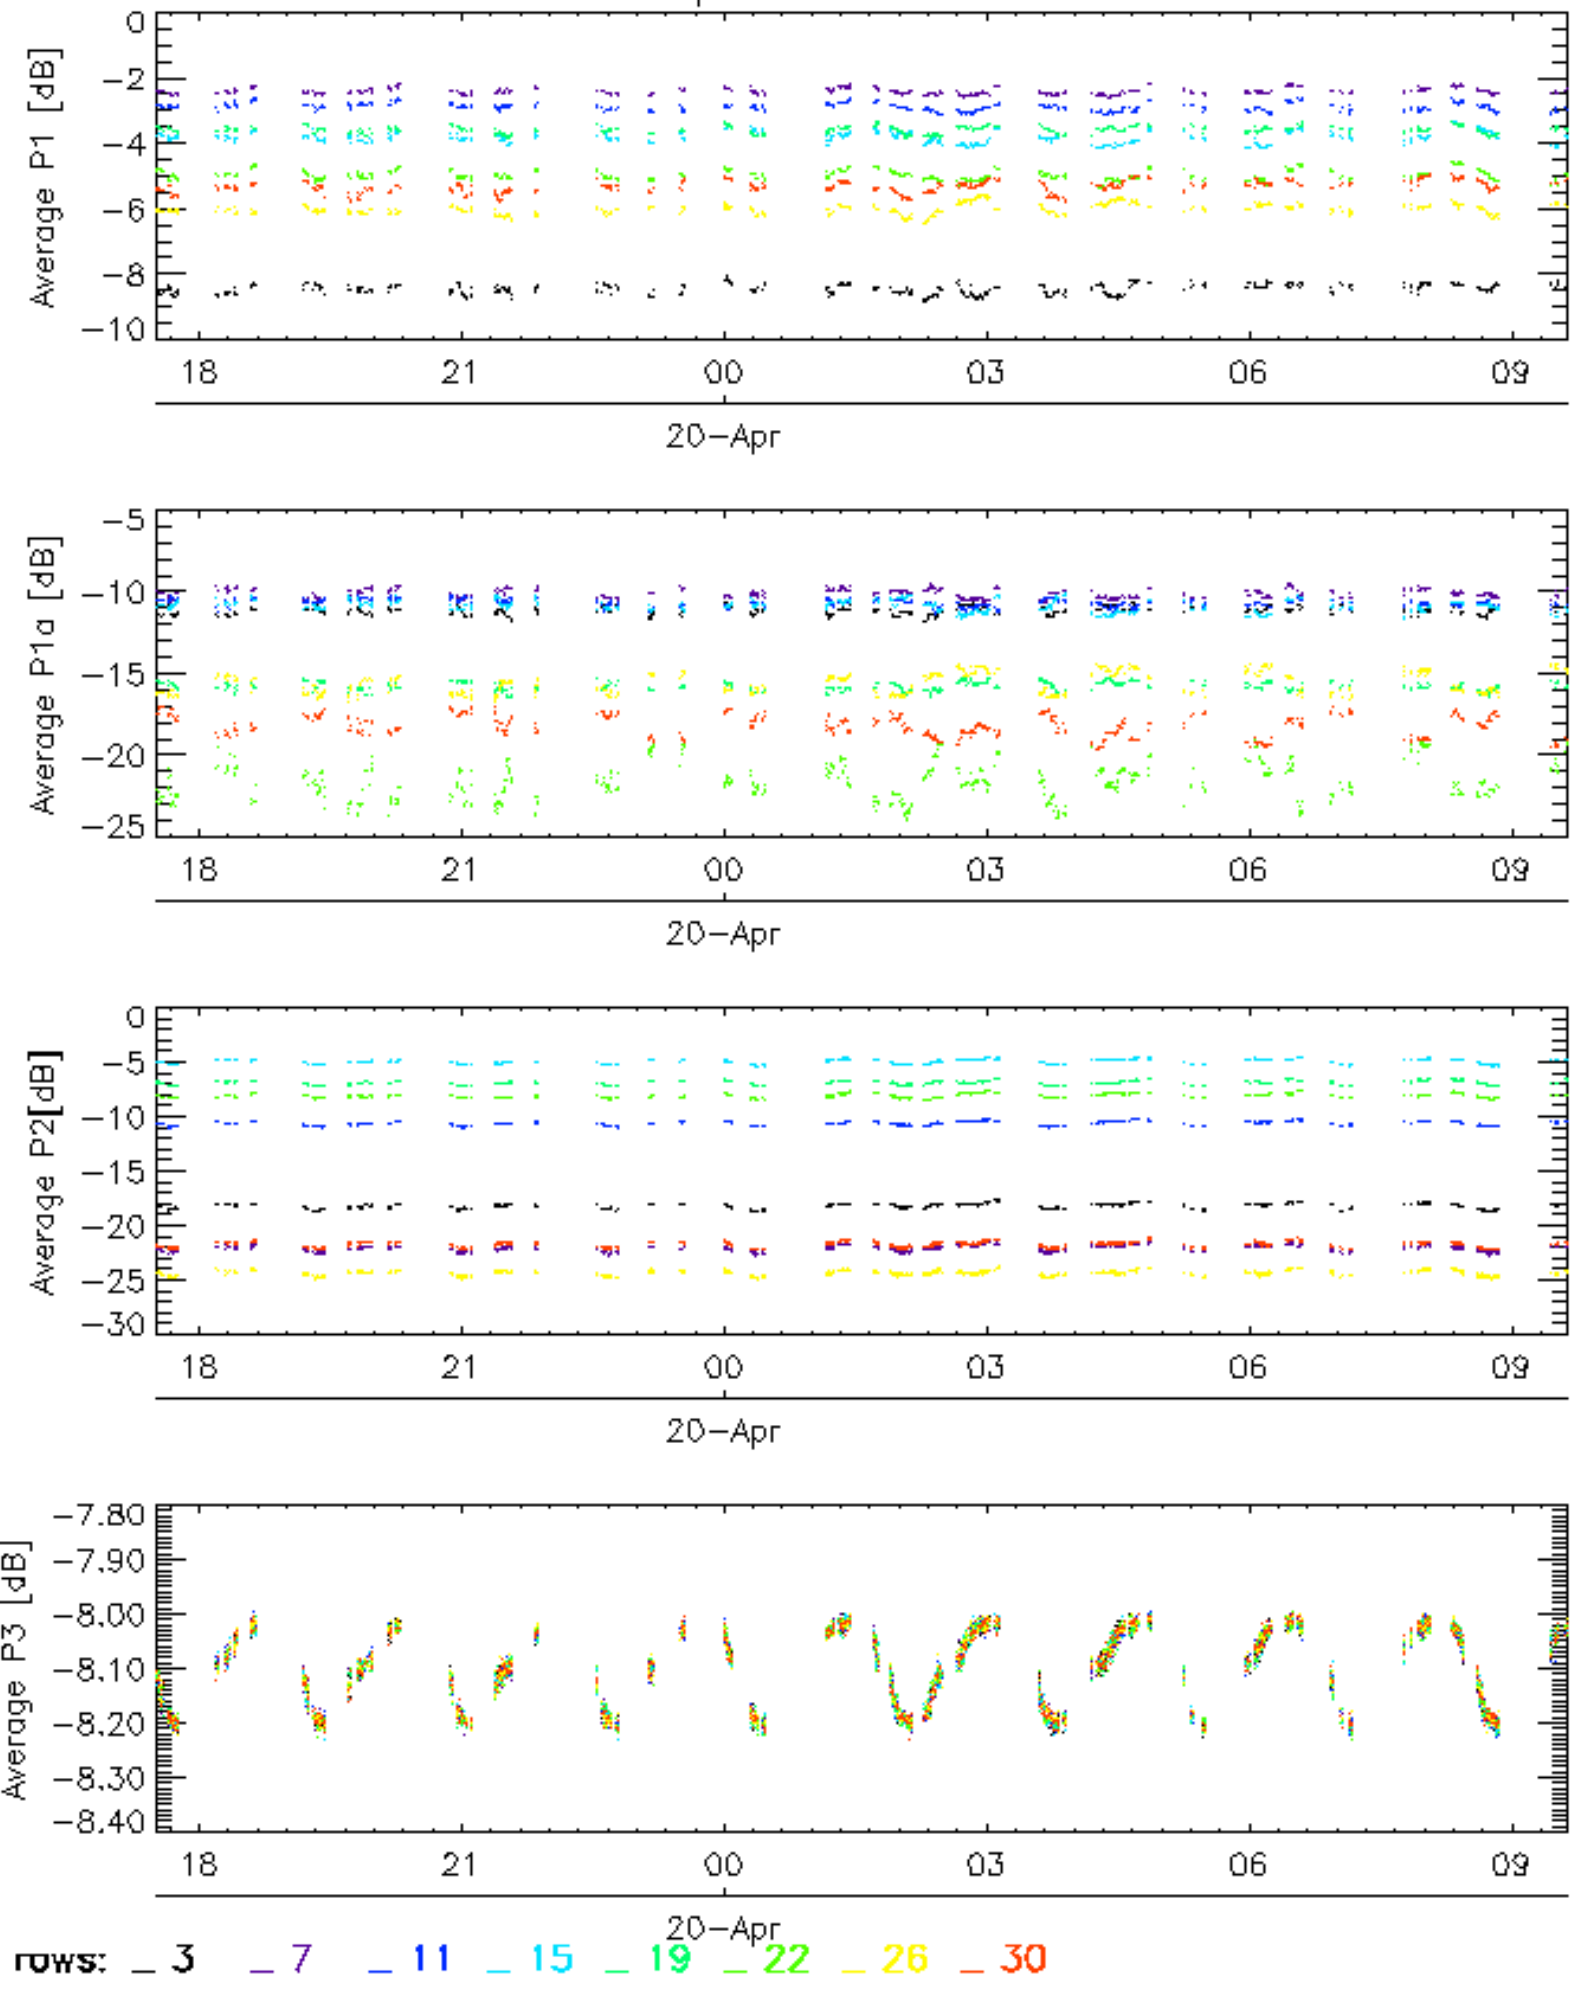 Average P1 [dB]
0
−2
−4
−6
−8
−10
18 21 00 03 06 09
20−Apr
Average P1a [dB]
−5
−10
−15
−20
−25
18 21 00 03 06 09
20−Apr
Average P2[dB]
0
−5
−10
−15
−20
−25
−30
18 21 00 03 06 09
20−Apr
Average P3 [dB]
−7.80
−7.90
−8.00
−8.10
−8.20
−8.30
−8.40
18 21 00 03 06 09
20−Apr
rows: _ 3 _ 7 _ 11 _ 15 _ 19 _ 22 _ 26 _ 30